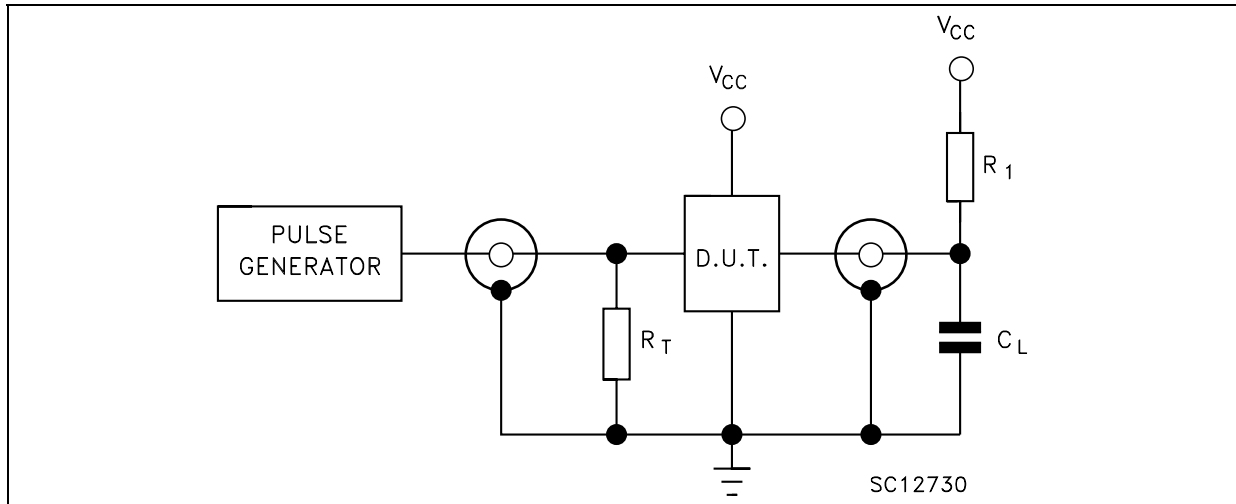 VCC
VCC
R1
PULSE
GENERATOR
D.U.T.
RT
CL
SC12730